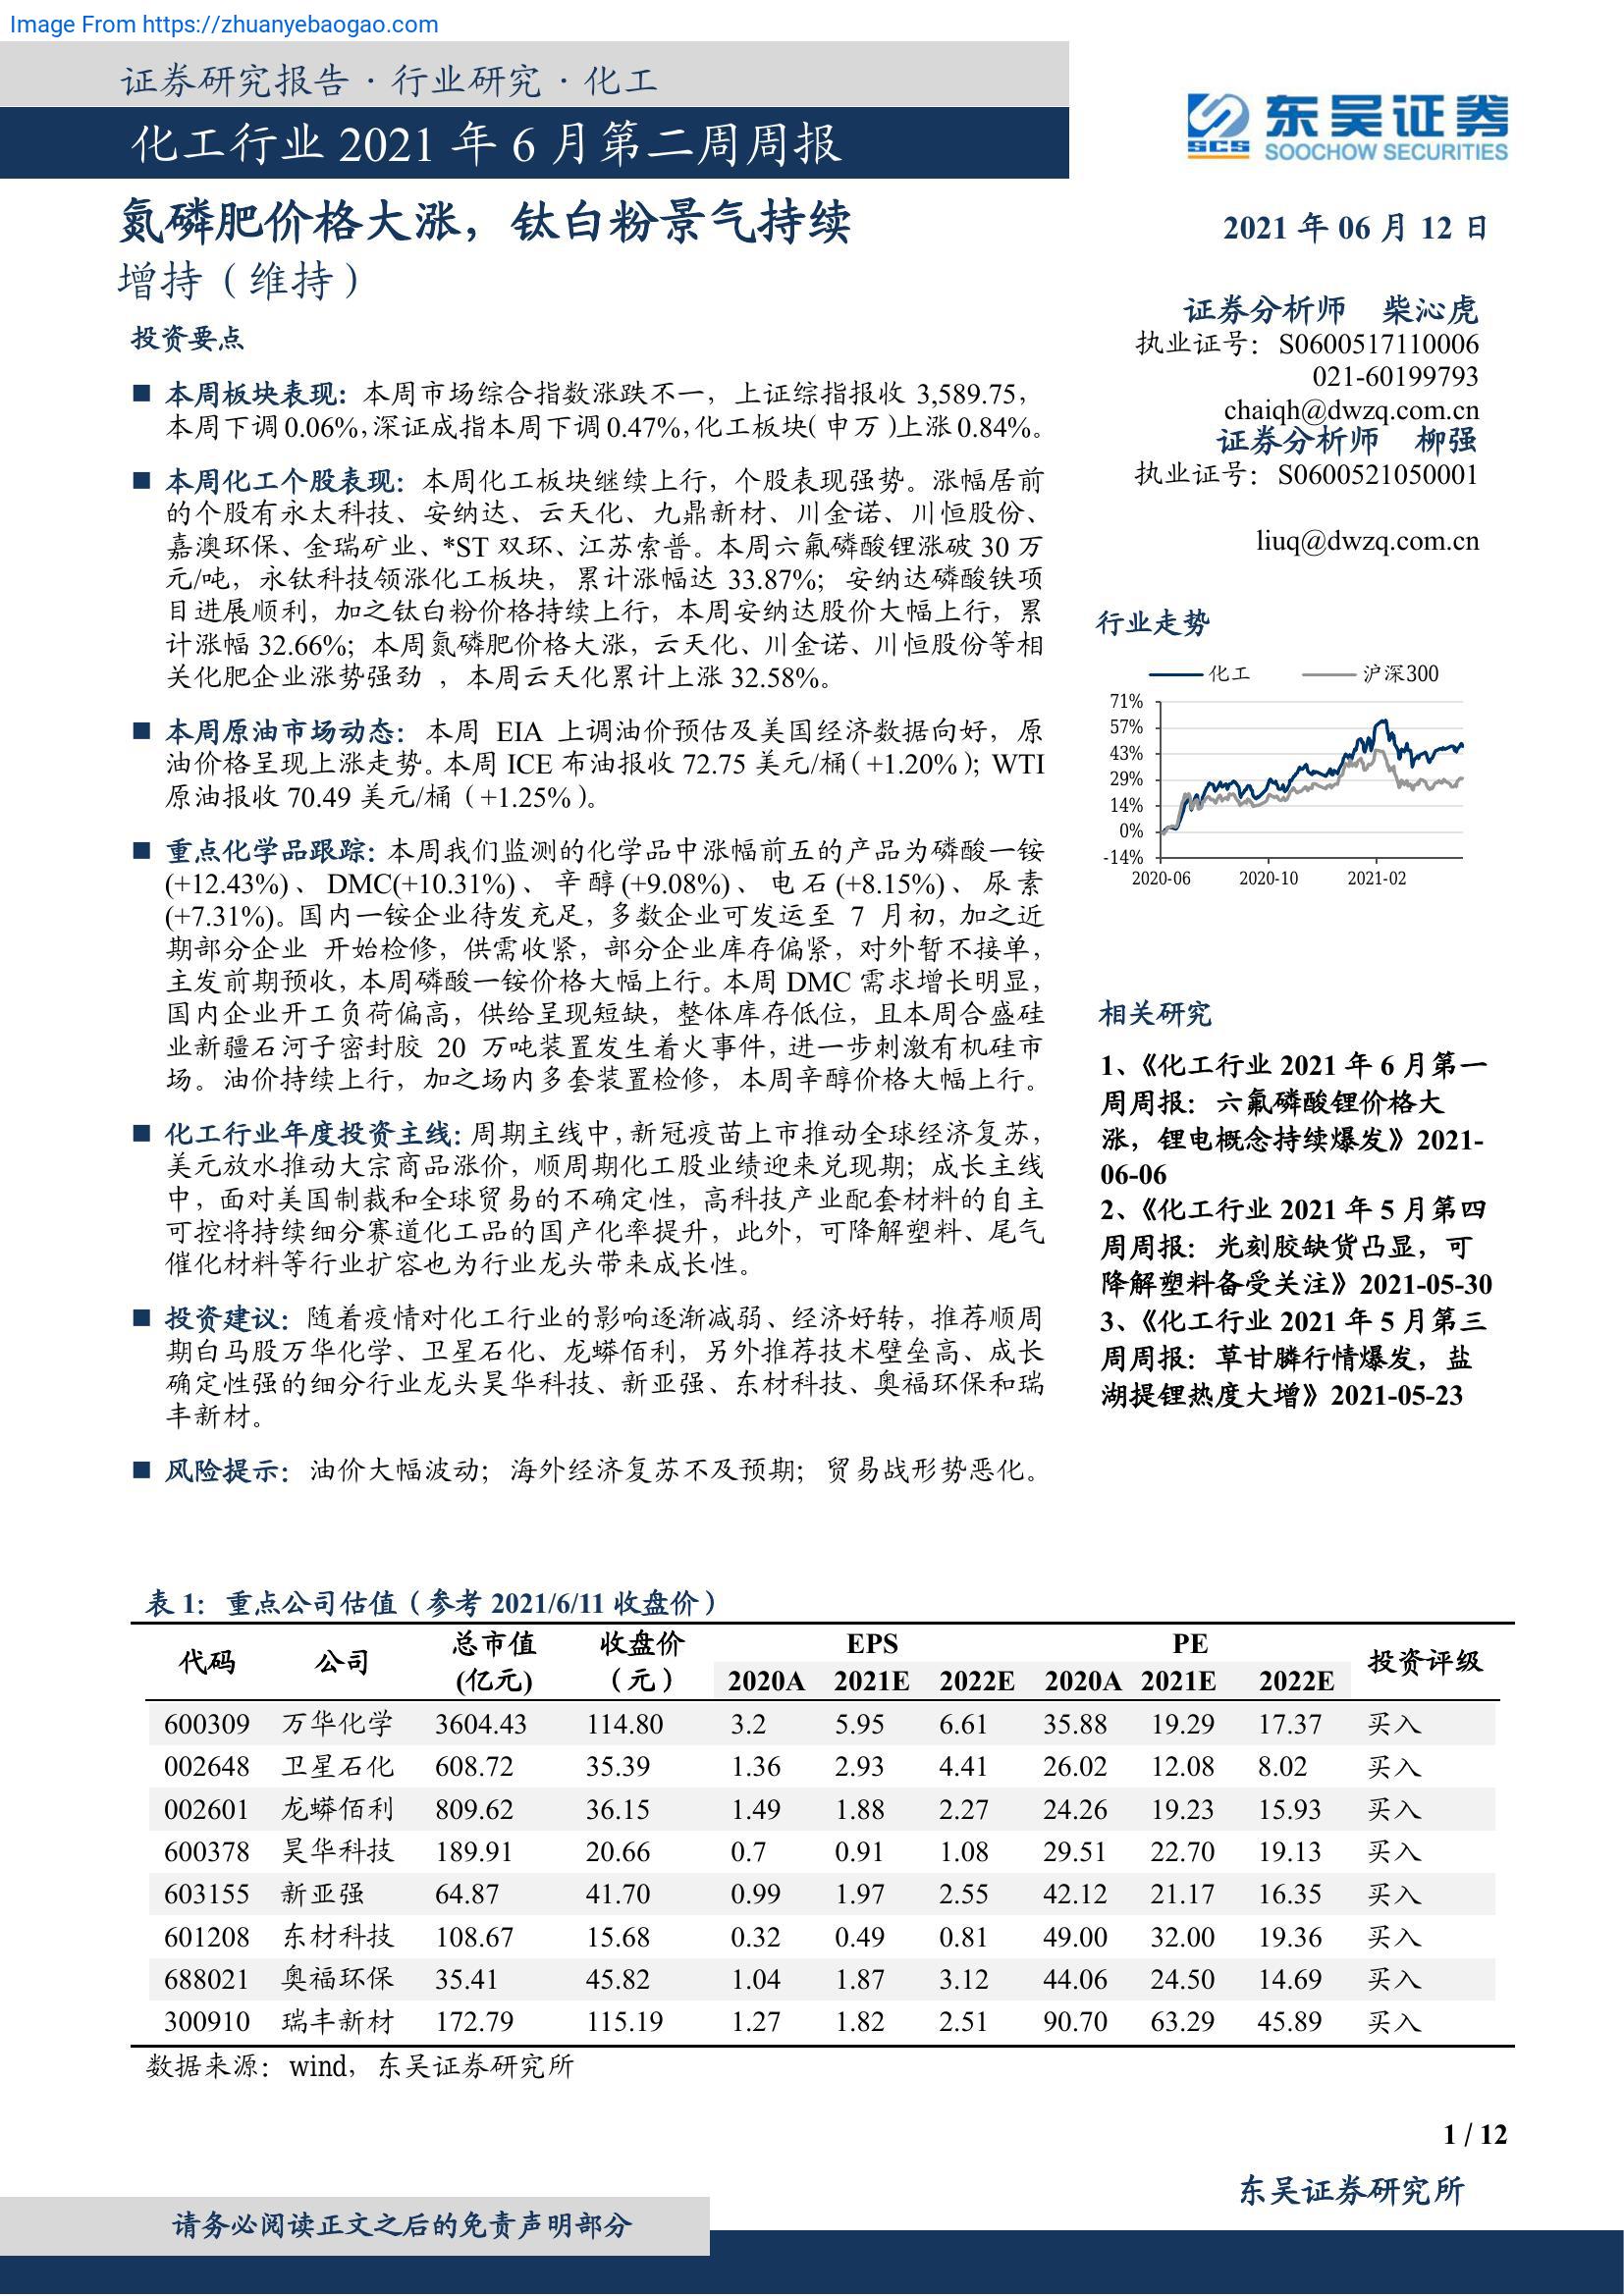 Image From https://zhuanyebaogao.com
证券研究报告·行业研究·化工
化工行业 2021 年 6 月第二周周报
东吴证券
SCS SOOCHOW SECURITIES
氮磷肥价格大涨，钛白粉景气持续
增持（维持）
投资要点
■ 本周板块表现：本周市场综合指数涨跌不一，上证综指报收 3,589.75，
本周下调 0.06%，深证成指本周下调 0.47%，化工板块（申万）上涨 0.84%。
■ 本周化工个股表现：本周化工板块继续上行，个股表现强势。涨幅居前
的个股有永太科技、安纳达、云天化、九鼎新材、川金诺、川恒股份、
嘉澳环保、金瑞矿业、*ST 双环、江苏索普。本周六氟磷酸锂涨破 30 万
元/吨，永钛科技领涨化工板块，累计涨幅达 33.87%；安纳达磷酸铁项
目进展顺利，加之钛白粉价格持续上行，本周安纳达股价大幅上行，累
计涨幅 32.66%；本周氮磷肥价格大涨，云天化、川金诺、川恒股份等相
关化肥企业涨势强劲 ，本周云天化累计上涨 32.58%。
■ 本周原油市场动态：本周 EIA 上调油价预估及美国经济数据向好，原
油价格呈现上涨走势。本周 ICE 布油报收 72.75 美元/桶（+1.20%）；WTI
原油报收 70.49 美元/桶（+1.25%）。
■ 重点化学品跟踪：本周我们监测的化学品中涨幅前五的产品为磷酸一铵
(+12.43%)、 DMC(+10.31%)、 辛醇(+9.08%)、 电石(+8.15%)、 尿素
(+7.31%)。国内一铵企业待发充足，多数企业可发运至 7 月初，加之近
期部分企业 开始检修，供需收紧，部分企业库存偏紧，对外暂不接单，
主发前期预收，本周磷酸一铵价格大幅上行。本周 DMC 需求增长明显，
国内企业开工负荷偏高，供给呈现短缺，整体库存低位，且本周合盛硅
业新疆石河子密封胶 20 万吨装置发生着火事件，进一步刺激有机硅市
场。油价持续上行，加之场内多套装置检修，本周辛醇价格大幅上行。
■ 化工行业年度投资主线：周期主线中，新冠疫苗上市推动全球经济复苏，
美元放水推动大宗商品涨价，顺周期化工股业绩迎来兑现期；成长主线
中，面对美国制裁和全球贸易的不确定性，高科技产业配套材料的自主
可控将持续细分赛道化工品的国产化率提升，此外，可降解塑料、尾气
催化材料等行业扩容也为行业龙头带来成长性。
■ 投资建议：随着疫情对化工行业的影响逐渐减弱、经济好转，推荐顺周
期白马股万华化学、卫星石化、龙蟒佰利，另外推荐技术壁垒高、成长
确定性强的细分行业龙头昊华科技、新亚强、东材科技、奥福环保和瑞
丰新材。
■ 风险提示：油价大幅波动；海外经济复苏不及预期；贸易战形势恶化。
2021 年 06 月 12 日
证券分析师 柴沁虎
执业证号：S0600517110006
021-60199793
chaiqh@dwzq.com.cn
证券分析师 柳强
执业证号：S0600521050001
liuq@dwzq.com.cn
行业走势
化工 沪深300
71%
57%
43%
29%
14%
0%
-14%
2020-06 2020-10 2021-02
相关研究
1、《化工行业 2021 年 6 月第一
周周报：六氟磷酸锂价格大
涨，锂电概念持续爆发》2021-
06-06
2、《化工行业 2021 年 5 月第四
周周报：光刻胶缺货凸显，可
降解塑料备受关注》2021-05-30
3、《化工行业 2021 年 5 月第三
周周报：草甘膦行情爆发，盐
湖提锂热度大增》2021-05-23
表 1：重点公司估值（参考 2021/6/11 收盘价）
代码 公司 总市值 (亿元) 收盘价 （元） EPS PE 投资评级
2020A 2021E 2022E 2020A 2021E 2022E
600309 万华化学 3604.43 114.80 3.2 5.95 6.61 35.88 19.29 17.37 买入
002648 卫星石化 608.72 35.39 1.36 2.93 4.41 26.02 12.08 8.02 买入
002601 龙蟒佰利 809.62 36.15 1.49 1.88 2.27 24.26 19.23 15.93 买入
600378 昊华科技 189.91 20.66 0.7 0.91 1.08 29.51 22.70 19.13 买入
603155 新亚强 64.87 41.70 0.99 1.97 2.55 42.12 21.17 16.35 买入
601208 东材科技 108.67 15.68 0.32 0.49 0.81 49.00 32.00 19.36 买入
688021 奥福环保 35.41 45.82 1.04 1.87 3.12 44.06 24.50 14.69 买入
300910 瑞丰新材 172.79 115.19 1.27 1.82 2.51 90.70 63.29 45.89 买入
数据来源：wind，东吴证券研究所
1 / 12
东吴证券研究所
请务必阅读正文之后的免责声明部分